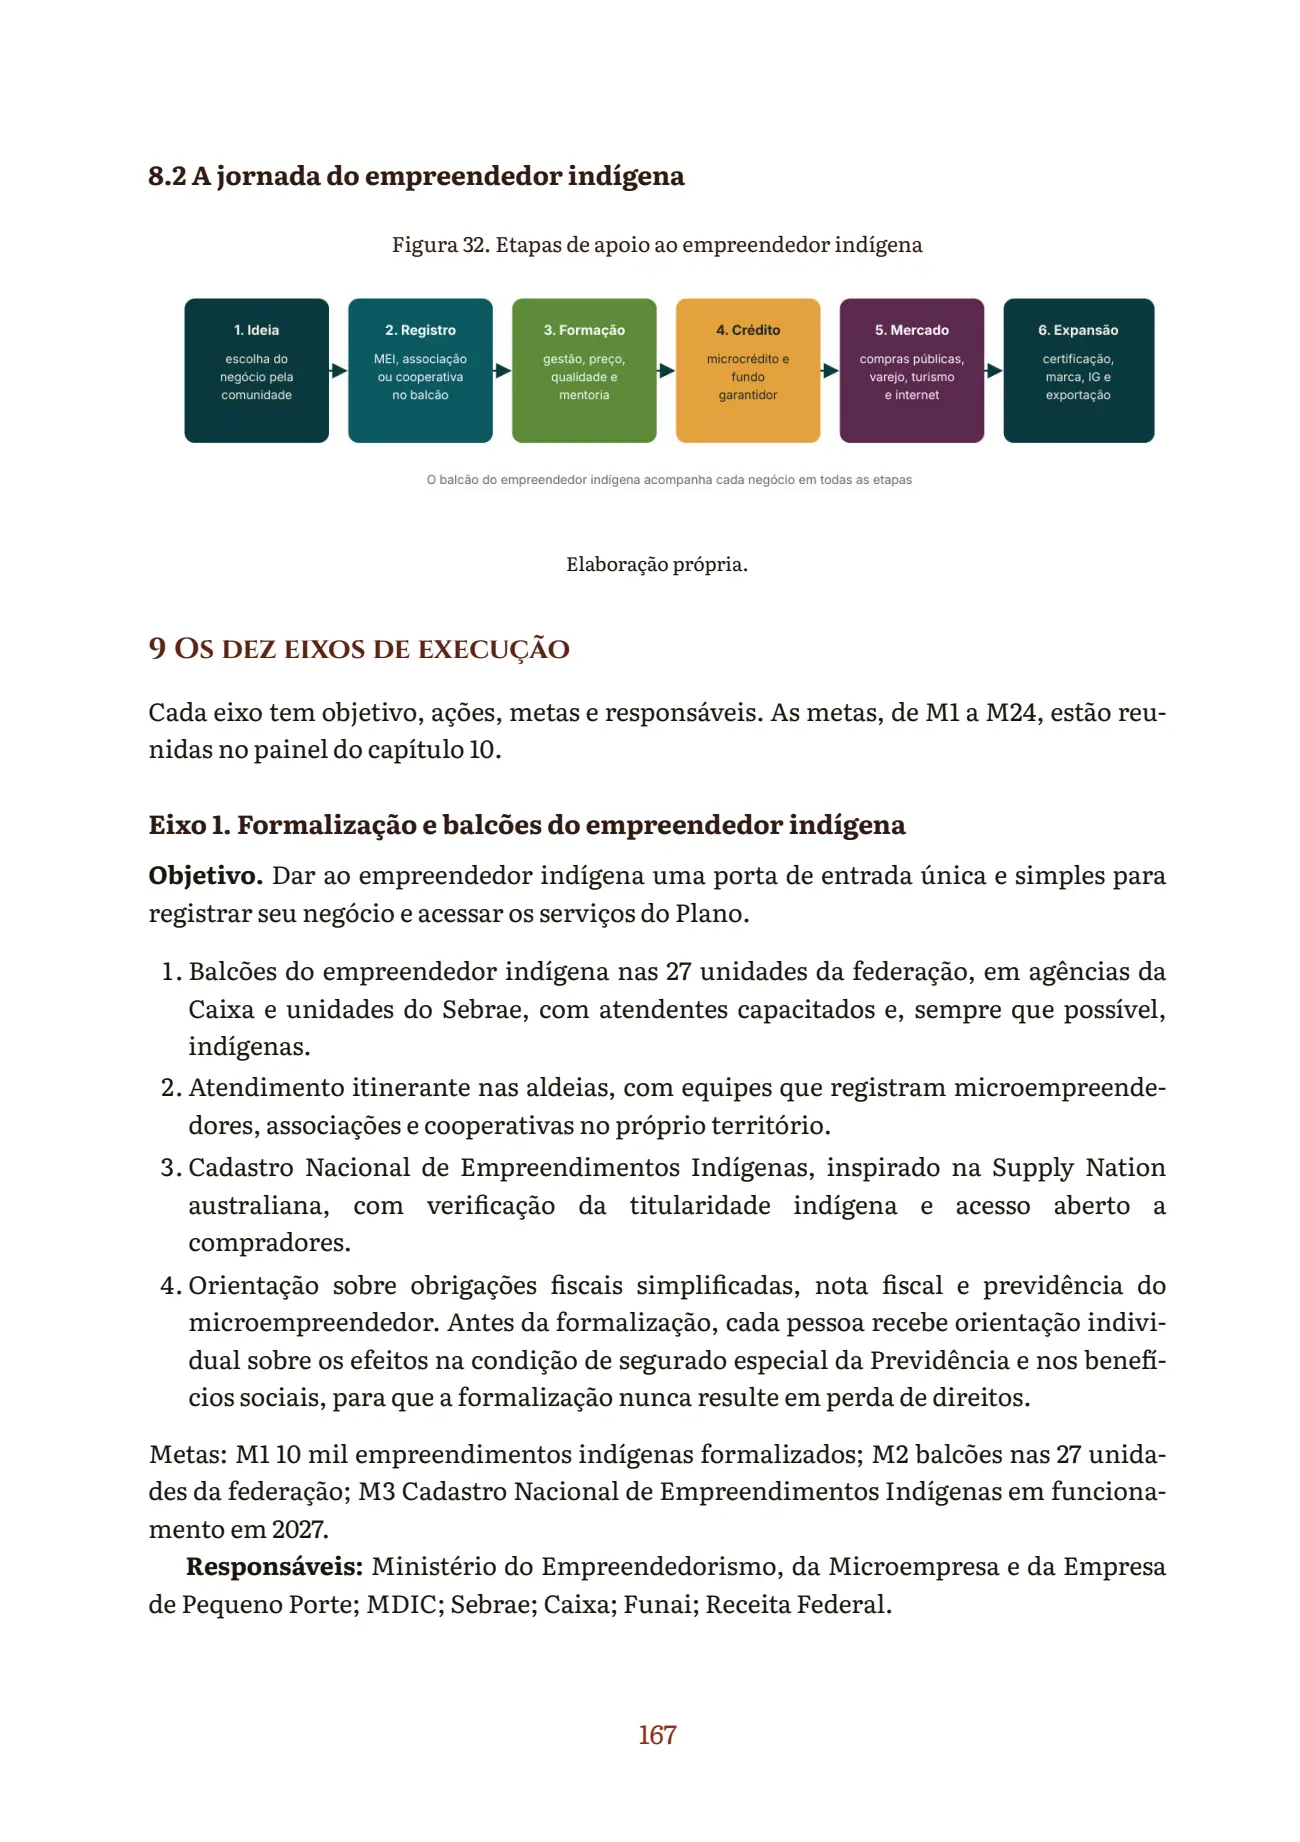 8.2 A jornada do empreendedor indígena
Figura 32. Etapas de apoio ao empreendedor indígena
1. Ideia
escolha do
negócio pela
comunidade
2. Registro
MEI, associação
ou cooperativa
no balcão
3. Formação
gestão, preço,
qualidade e
mentoria
4. Crédito
microcrédito e
fundo
garantidor
5. Mercado
compras públicas,
varejo, turismo
e internet
6. Expansão
certificação,
marca, IG e
exportação
O balcão do empreendedor indígena acompanha cada negócio em todas as etapas
Elaboração própria.
9 Os dez eixos de execução
Cada eixo tem objetivo, ações, metas e responsáveis. As metas, de M1 a M24, estão reu-
nidas no painel do capítulo 10.
Eixo 1. Formalização e balcões do empreendedor indígena
Objetivo. Dar ao empreendedor indígena uma porta de entrada única e simples para
registrar seu negócio e acessar os serviços do Plano.
1. Balcões do empreendedor indígena nas 27 unidades da federação, em agências da
Caixa e unidades do Sebrae, com atendentes capacitados e, sempre que possível,
indígenas.
2. Atendimento itinerante nas aldeias, com equipes que registram microempreende-
dores, associações e cooperativas no próprio território.
3. Cadastro Nacional de Empreendimentos Indígenas, inspirado na Supply Nation
australiana, com verificação da titularidade indígena e acesso aberto a
compradores.
4. Orientação sobre obrigações fiscais simplificadas, nota fiscal e previdência do
microempreendedor. Antes da formalização, cada pessoa recebe orientação indivi-
dual sobre os efeitos na condição de segurado especial da Previdência e nos benefí-
cios sociais, para que a formalização nunca resulte em perda de direitos.
Metas: M1 10 mil empreendimentos indígenas formalizados; M2 balcões nas 27 unida-
des da federação; M3 Cadastro Nacional de Empreendimentos Indígenas em funciona-
mento em 2027.
Responsáveis: Ministério do Empreendedorismo, da Microempresa e da Empresa
de Pequeno Porte; MDIC; Sebrae; Caixa; Funai; Receita Federal.
167